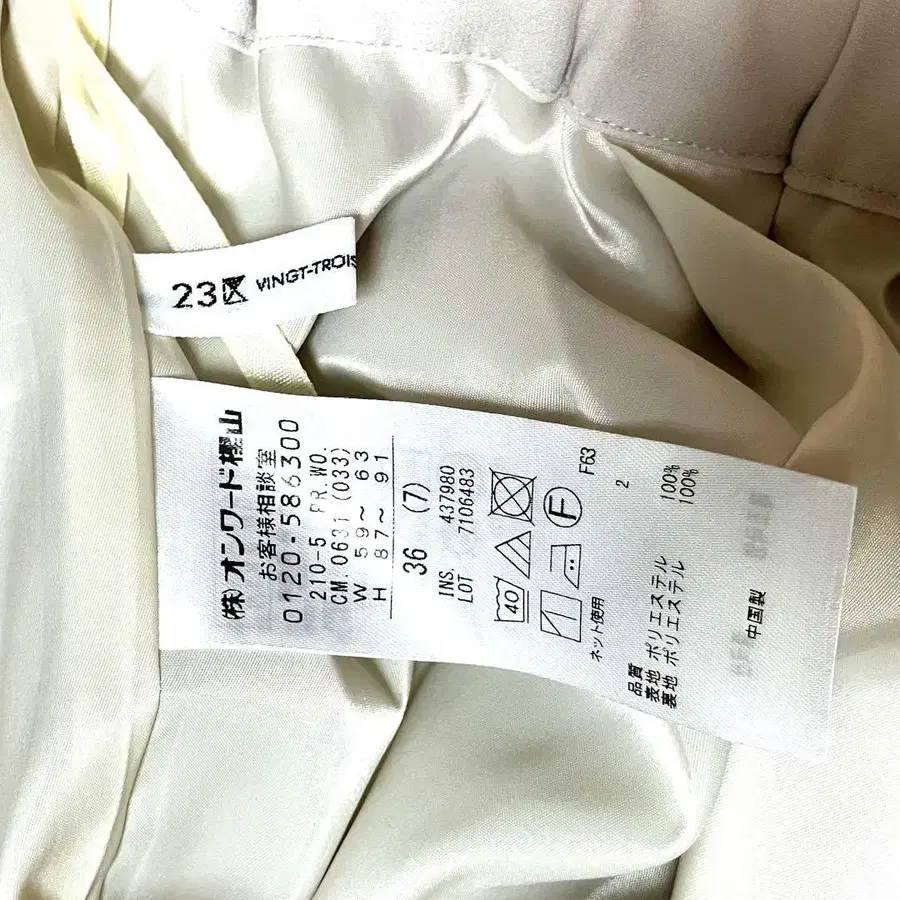 23区 VINGT-TROIS
(株)オンワード樫山
お客様相談室
0120-586300
210-5 PR.WO.
CM.0631 (033)
W 59~ 63
H 87~ 91
36 (7)
INS. 437980
LOT 7106483
40
F
ネット使用
F63
2
品質
表地 ポリエステル 100%
裏地 ポリエステル 100%
中国製